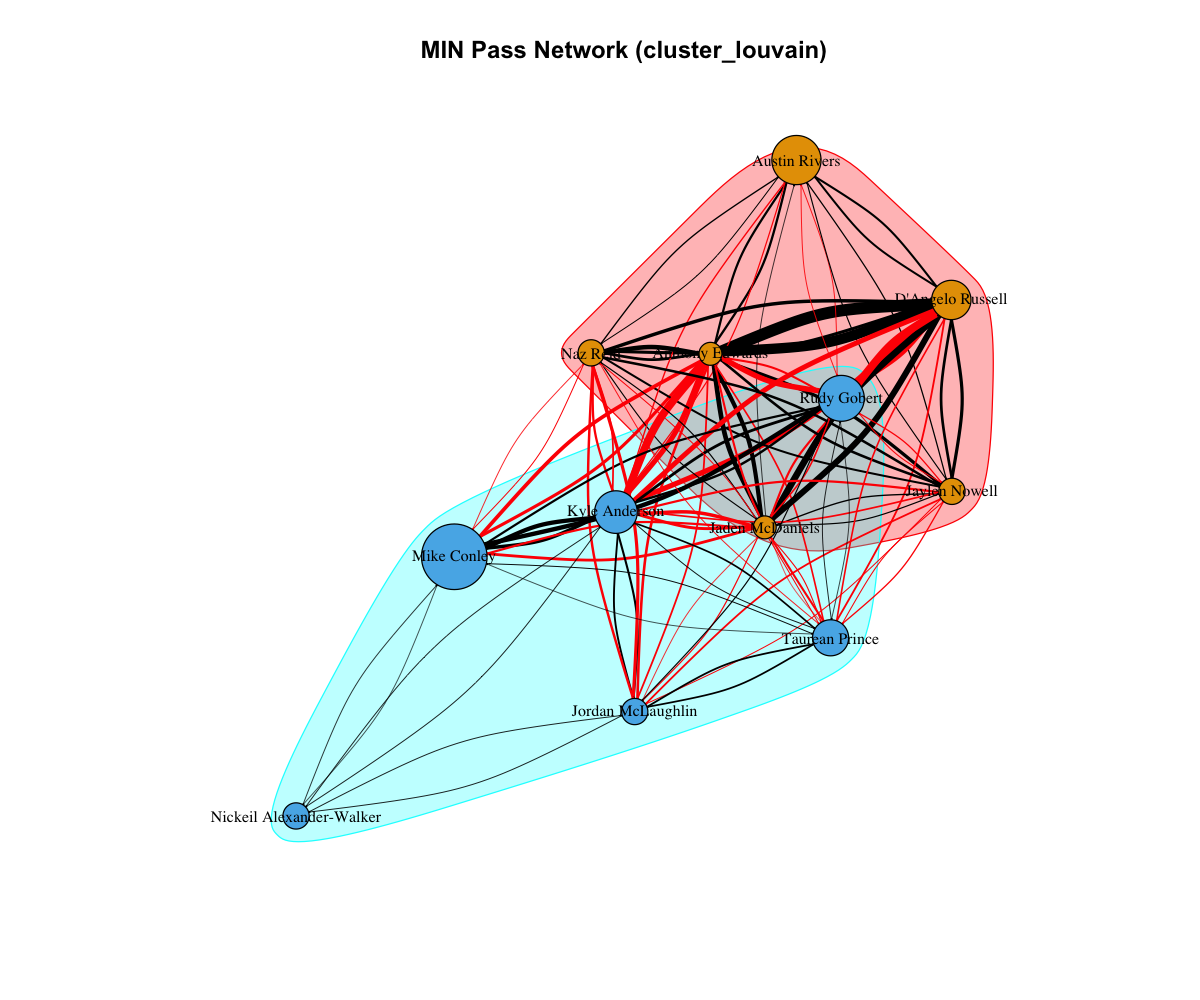 MIN Pass Network (cluster_louvain)
Austin Rivers
D'Angelo Russell
Naz Reid
Anthony Edwards
Rudy Gobert
Jaylen Nowell
Kyle Anderson
Jaden McDaniels
Mike Conley
Taurean Prince
Jordan McLaughlin
Nickeil Alexander-Walker